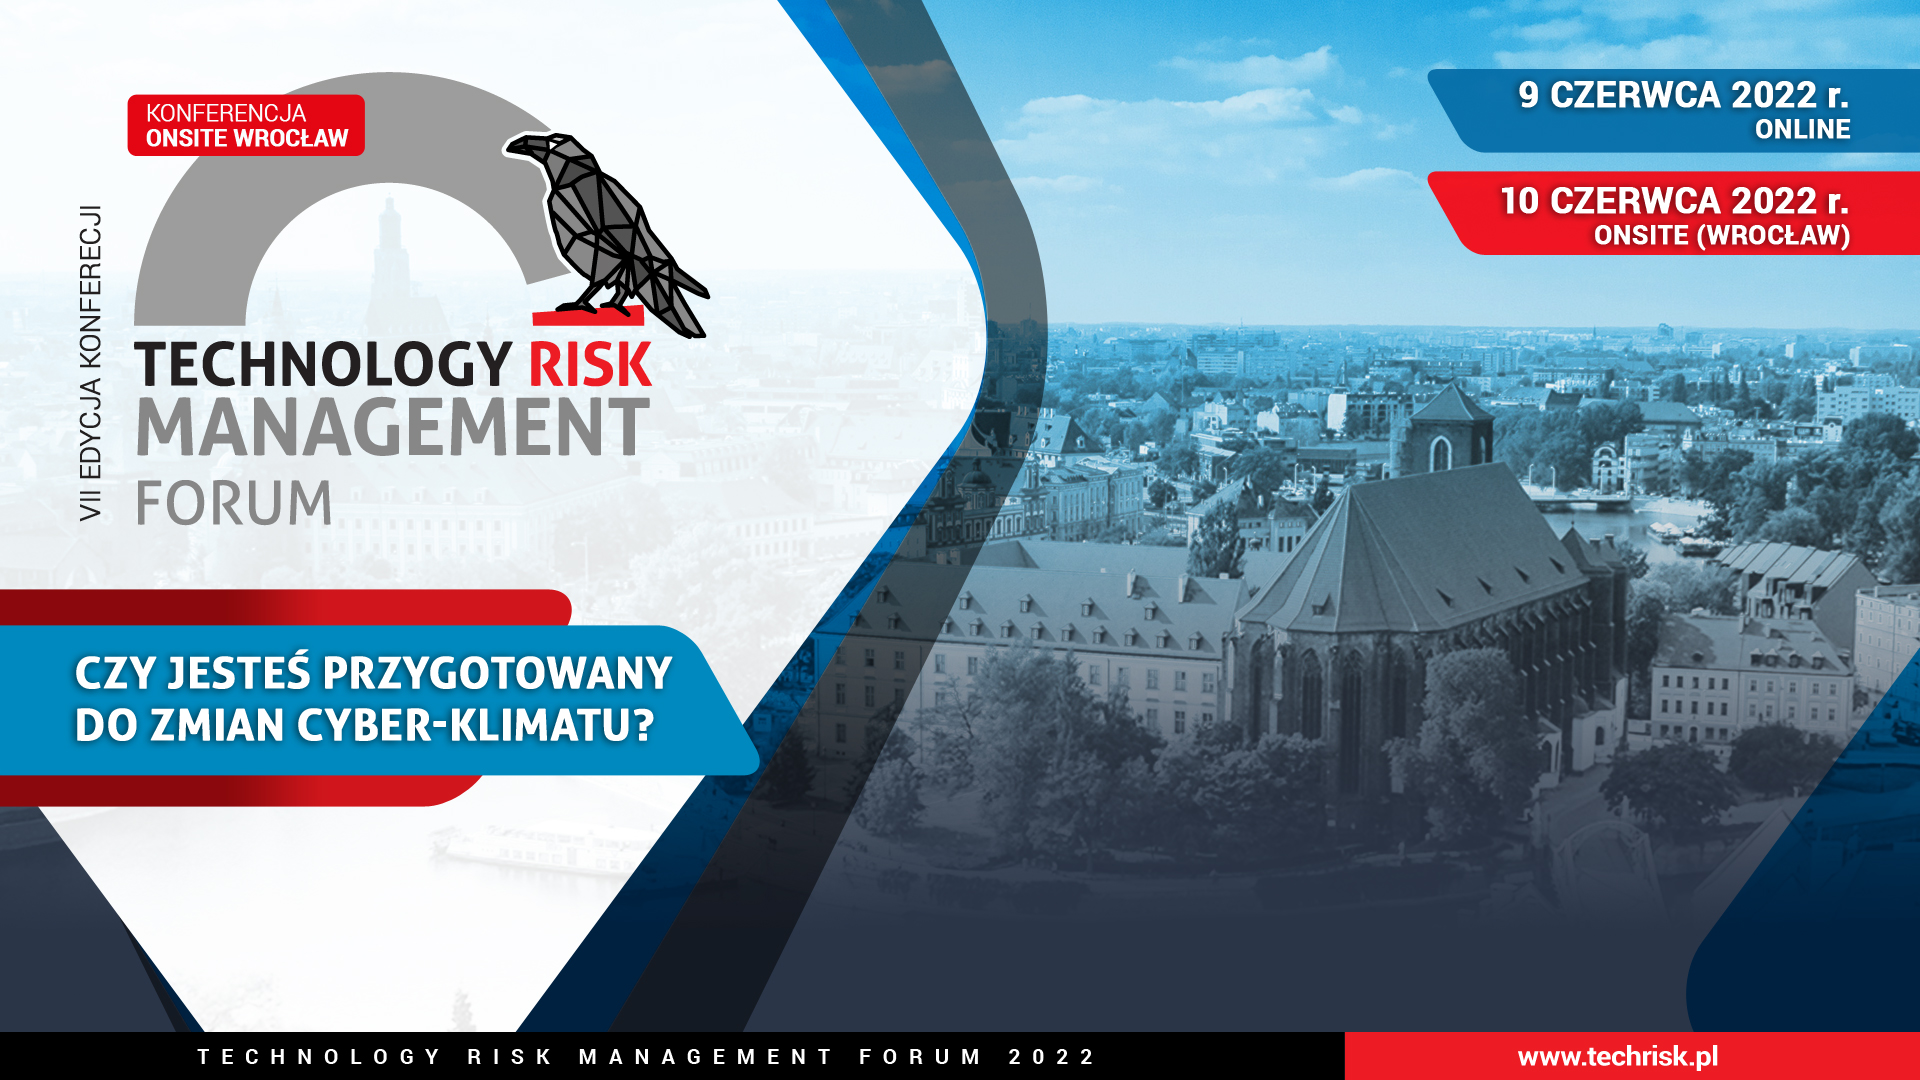 KONFERENCJA
ONSITE WROCŁAW
VII EDYCJA KONFERECJI
TECHNOLOGY RISK
MANAGEMENT
FORUM
CZY JESTEŚ PRZYGOTOWANY
DO ZMIAN CYBER-KLIMATU?
9 CZERWCA 2022 r.
ONLINE
10 CZERWCA 2022 r.
ONSITE (WROCŁAW)
TECHNOLOGY RISK MANAGEMENT FORUM 2022
www.techrisk.pl